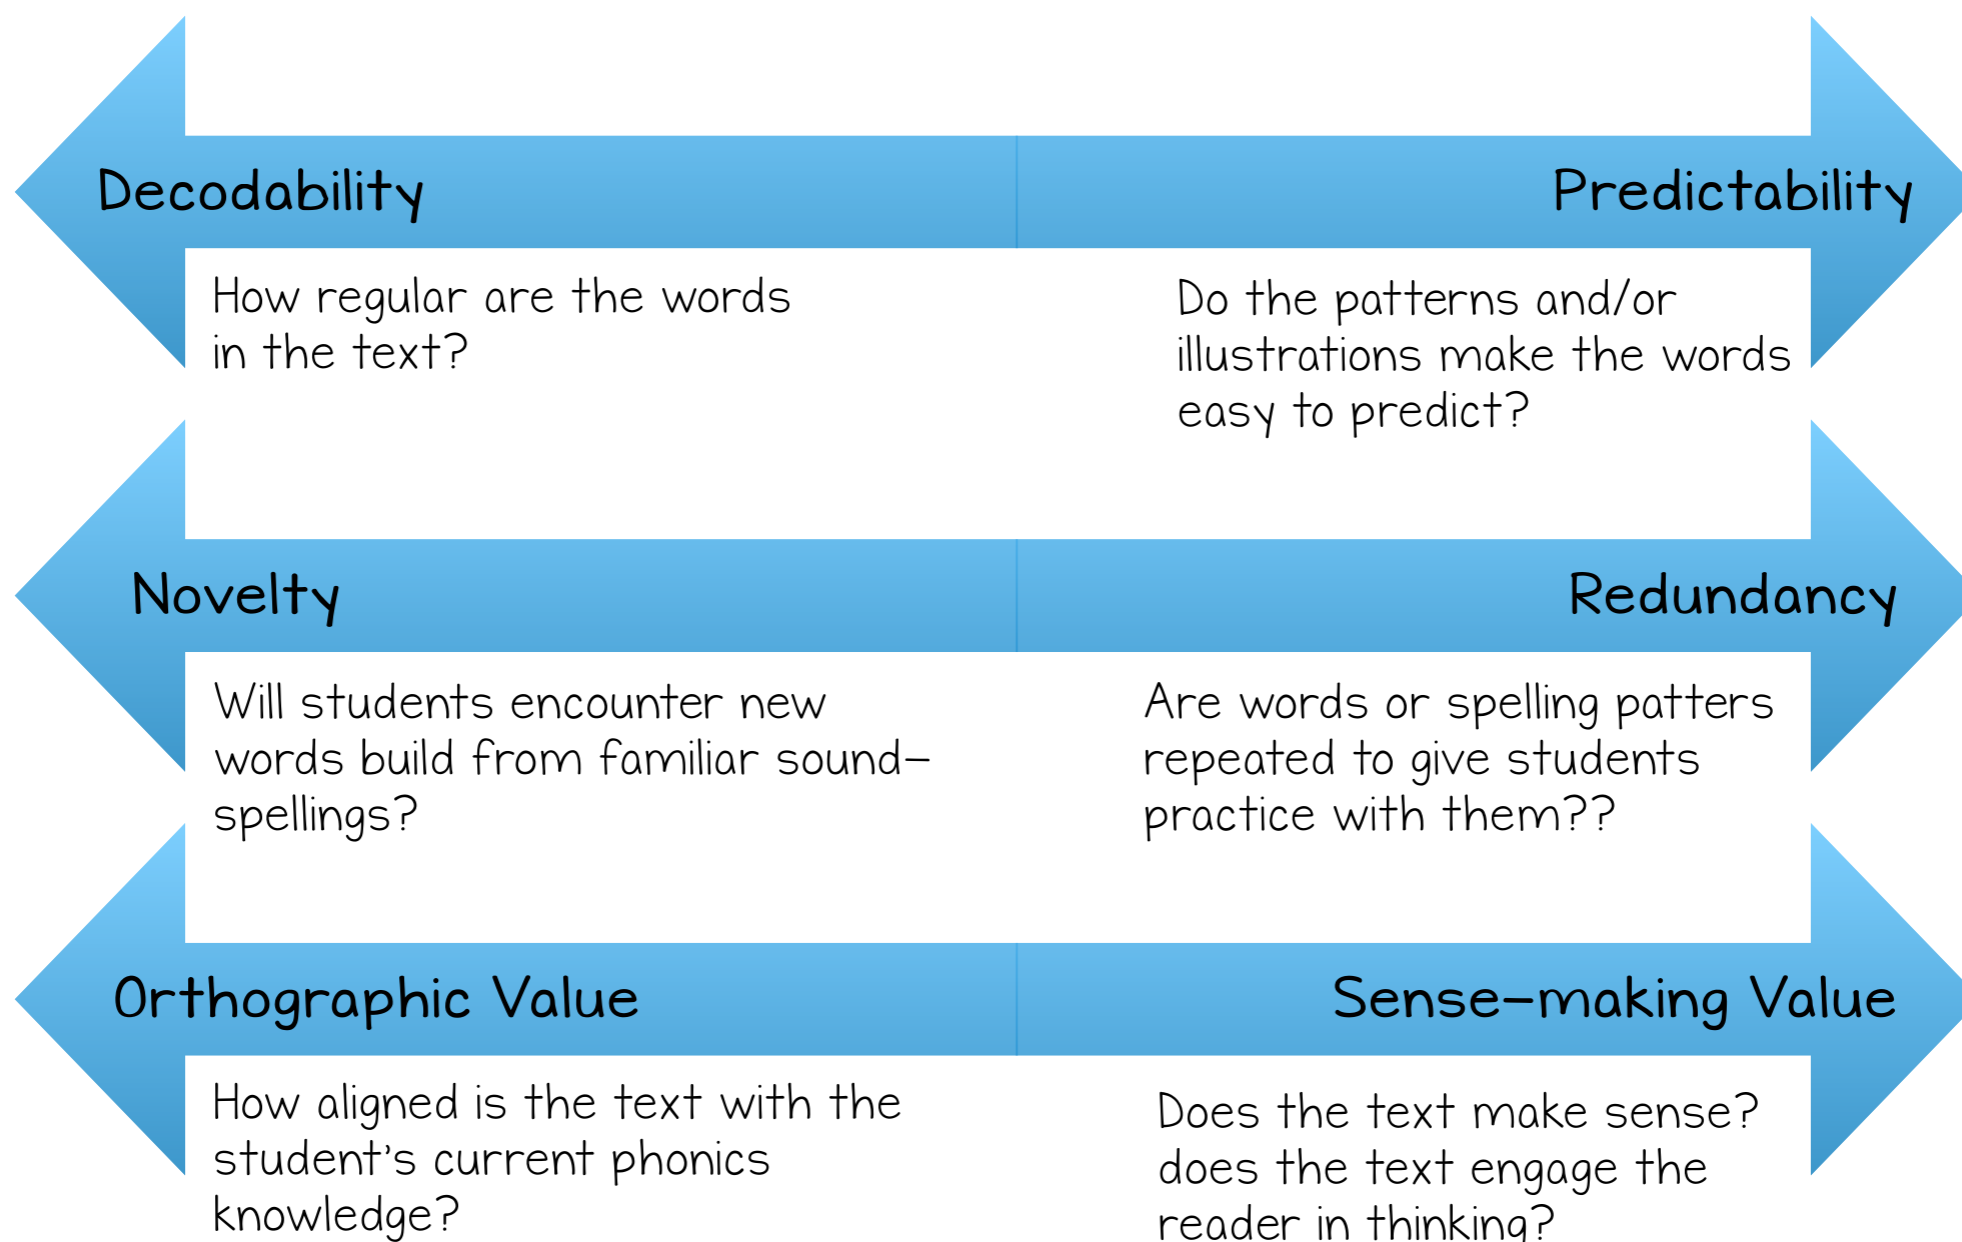 Decodability
Predictability
How regular are the words
in the text?
Do the patterns and/or
illustrations make the words
easy to predict?
Novelty
Redundancy
Will students encounter new
words build from familiar sound-
spellings?
Are words or spelling patters
repeated to give students
practice with them??
Orthographic Value
Sense-making Value
How aligned is the text with the
student's current phonics
knowledge?
Does the text make sense?
does the text engage the
reader in thinking?